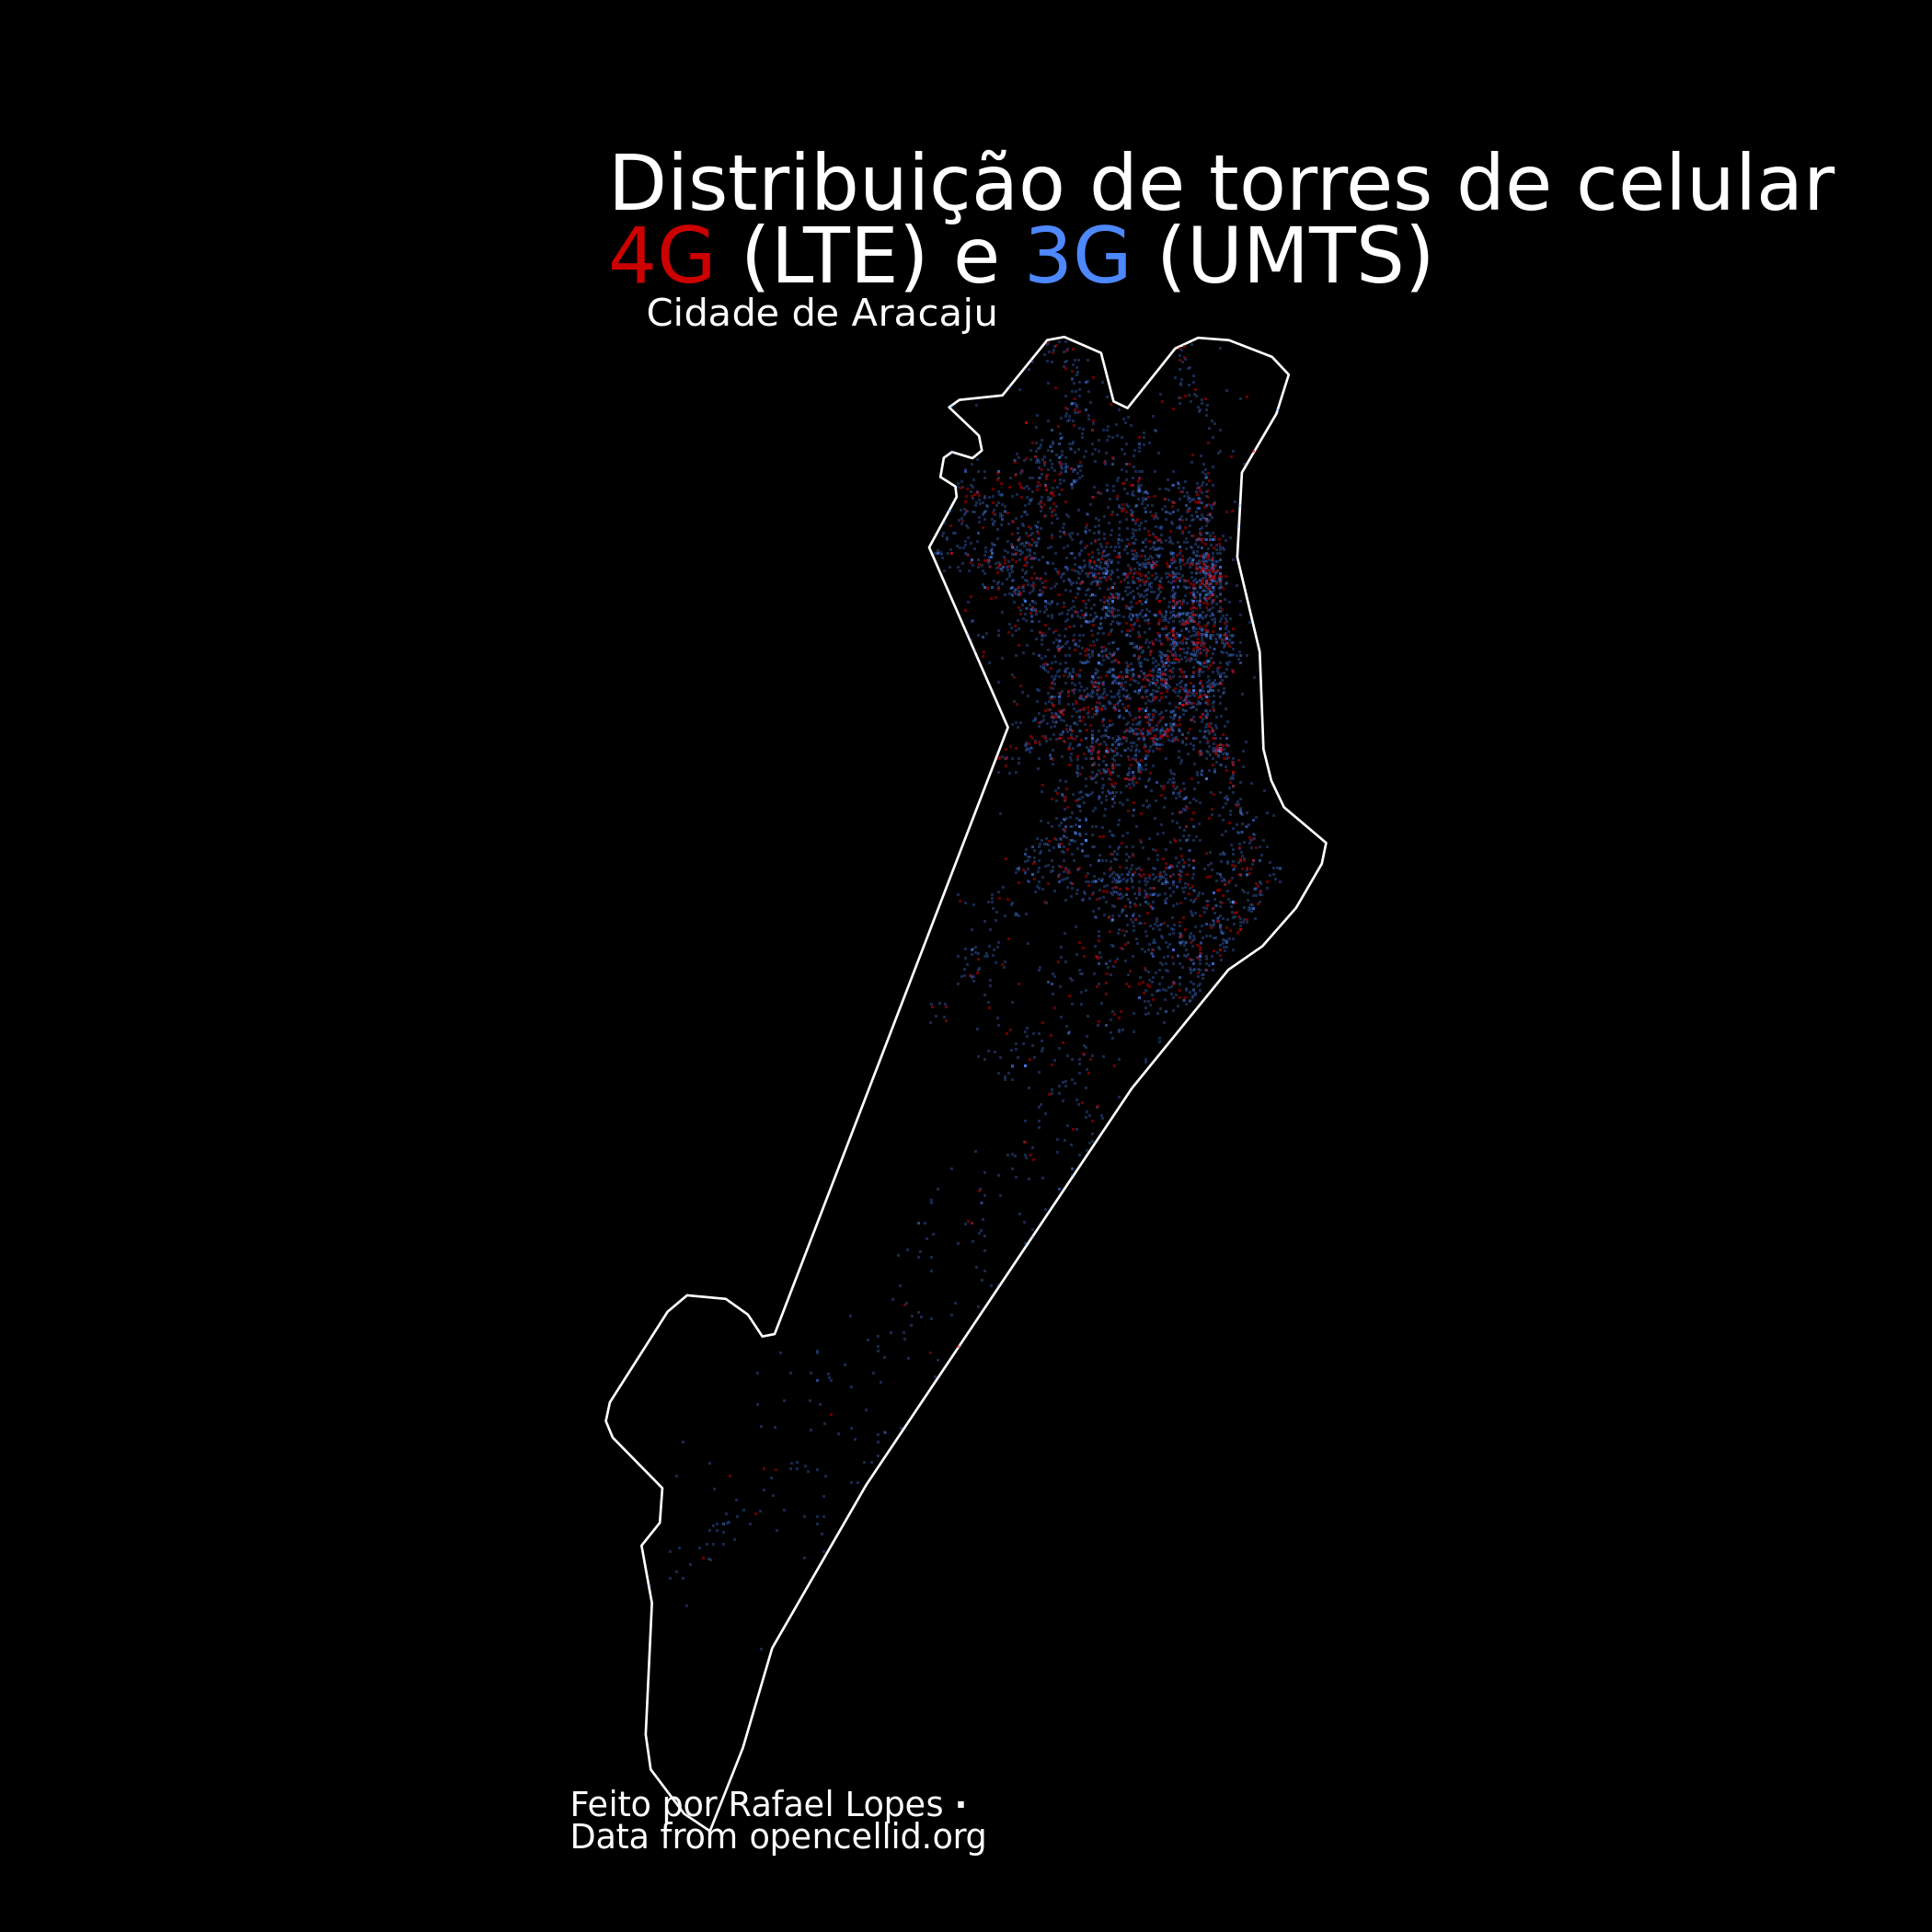 Distribuição de torres de celular
4G (LTE) e 3G (UMTS)
Cidade de Aracaju
Feito por Rafael Lopes ·
Data from opencellid.org